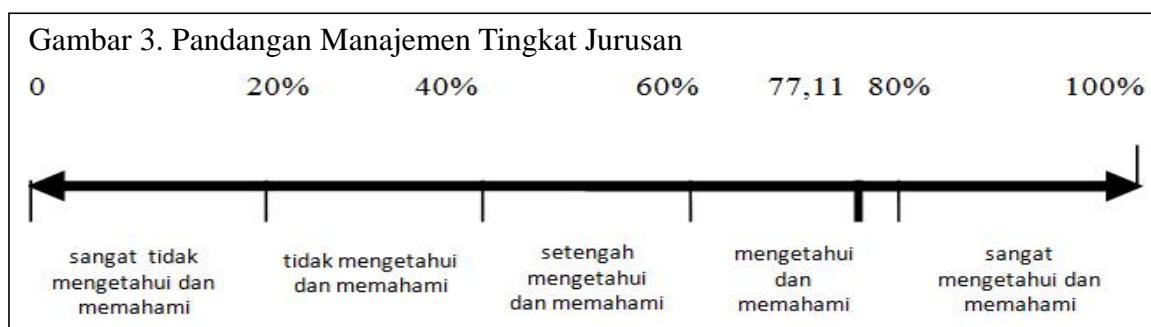 Gambar 3. Pandangan Manajemen Tingkat Jurusan
0 20% 40% 60% 77,11 80% 100%
sangat tidak
mengetahui dan
memahami
tidak mengetahui
dan memahami
setengah
mengetahui
dan memahami
mengetahui
dan
memahami
sangat
mengetahui dan
memahami